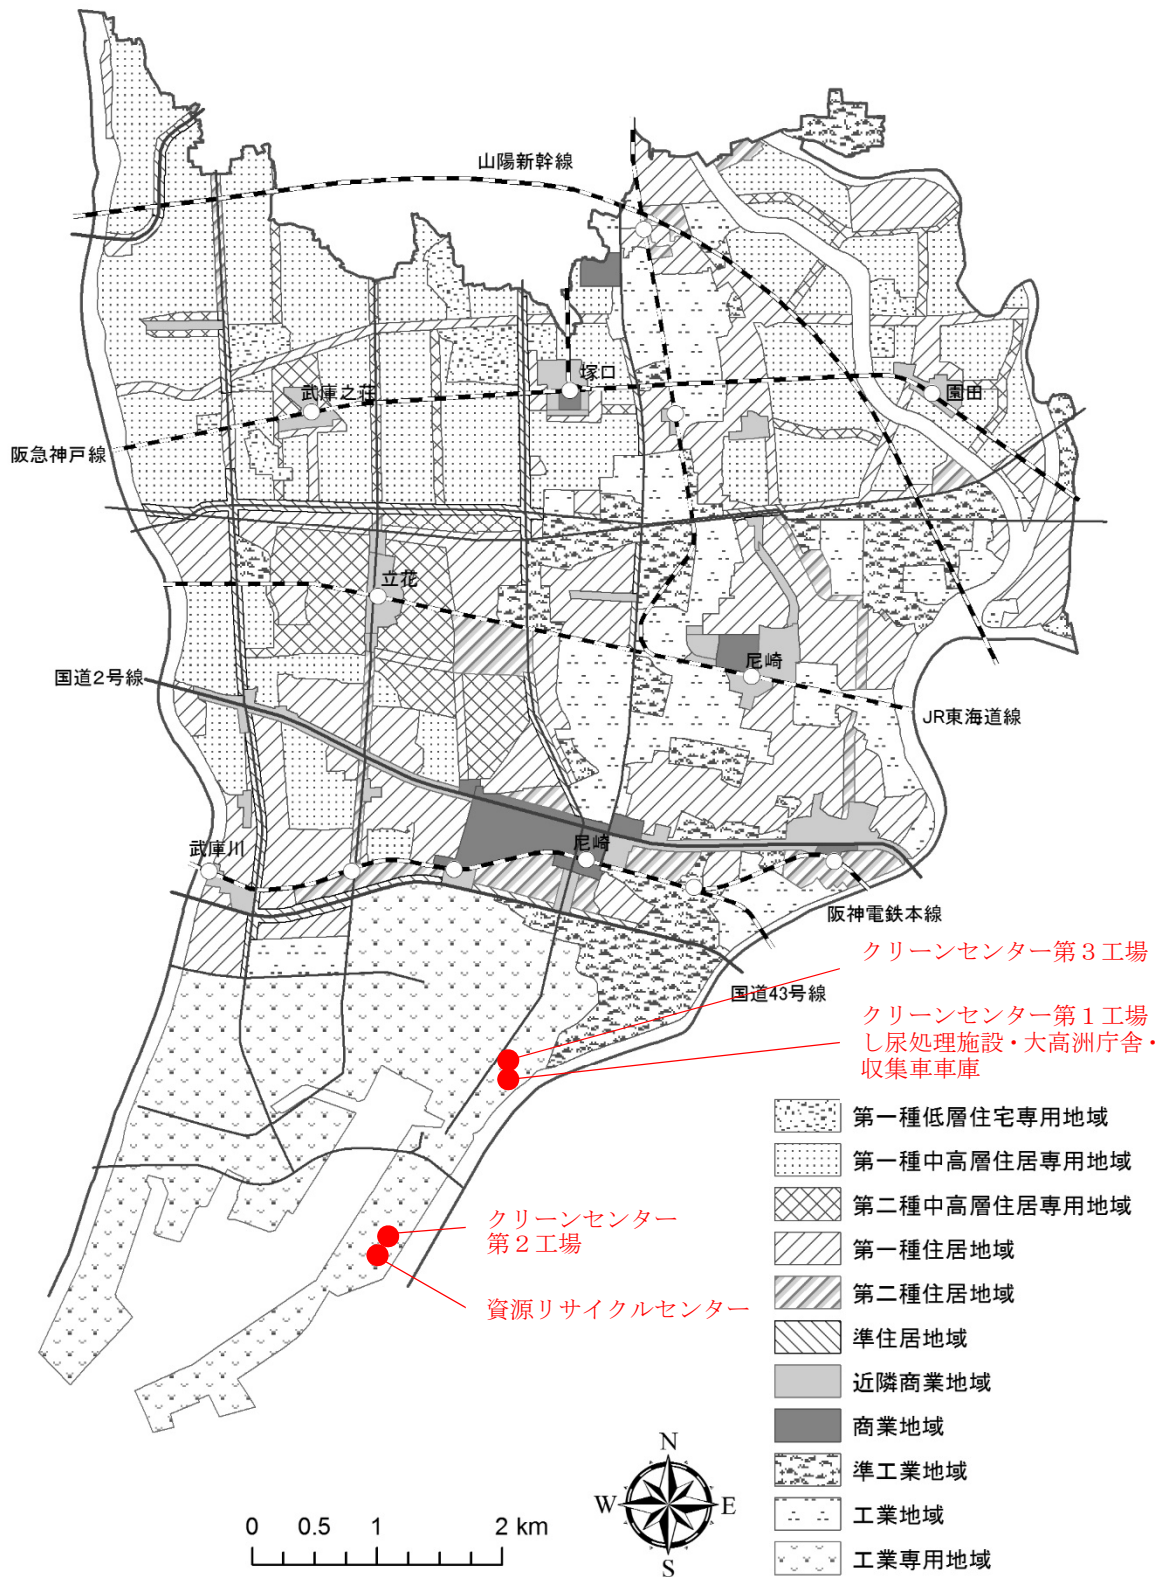 山陽新幹線
塚口
武庫之荘
園田
阪急神戸線
立花
尼崎
国道2号線
JR東海道線
尼崎
武庫川
阪神電鉄本線
クリーンセンター第3工場
国道43号線
クリーンセンター第1工場
し尿処理施設・大高洲庁舎・
収集車車庫
第一種低層住宅専用地域
第一種中高層住居専用地域
第二種中高層住居専用地域
クリーンセンター
第2工場
第一種住居地域
第二種住居地域
資源リサイクルセンター
準住居地域
近隣商業地域
商業地域
準工業地域
工業地域
工業専用地域
N
W
E
S
0 0.5 1 2 km